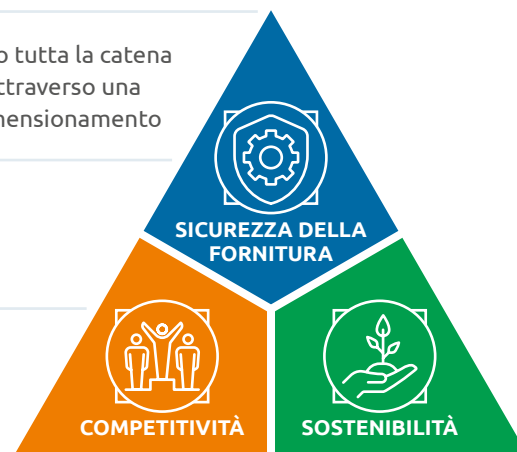 o tutta la catena
ttraverso una
nensionamento
SICUREZZA DELLA
FORNITURA
COMPETITIVITÀ
SOSTENIBILITÀ